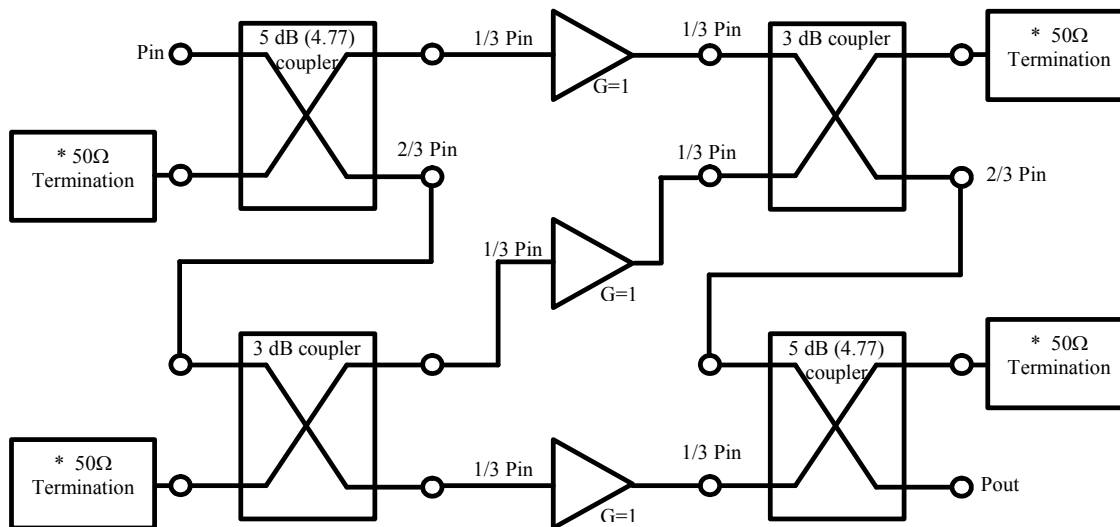 Pin
5 dB (4.77)
coupler
1/3 Pin
G=1
1/3 Pin
3 dB coupler
* 50Ω
Termination
* 50Ω
Termination
2/3 Pin
1/3 Pin
2/3 Pin
1/3 Pin
G=1
3 dB coupler
5 dB (4.77)
coupler
* 50Ω
Termination
* 50Ω
Termination
1/3 Pin
G=1
1/3 Pin
Pout